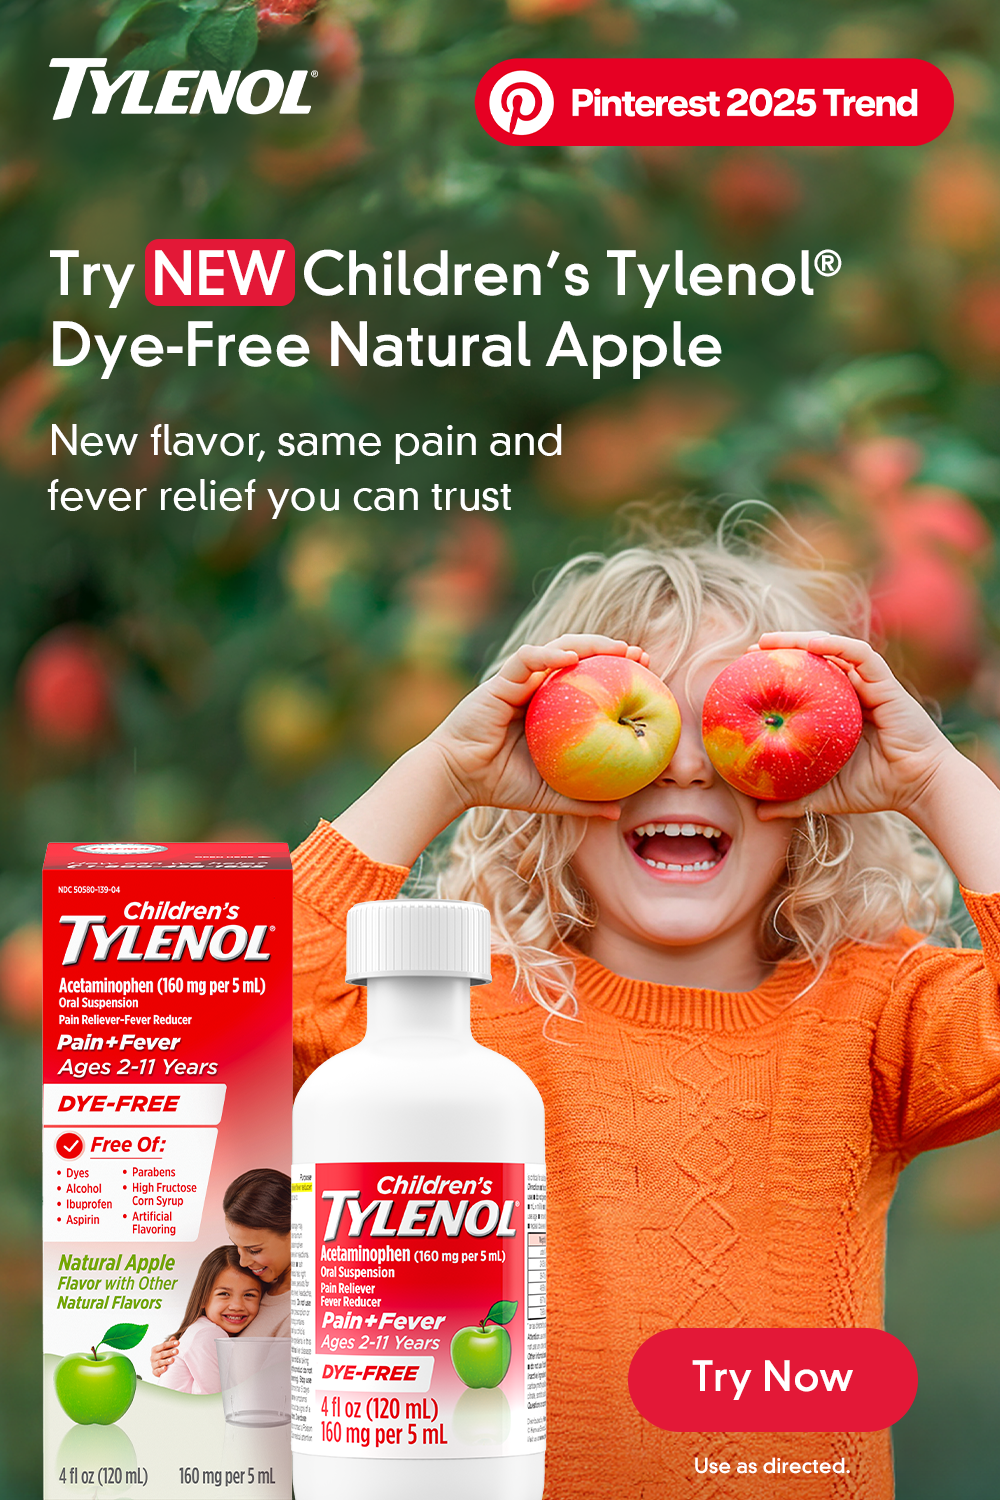 TYLENOL®
Pinterest 2025 Trend
Try NEW Children's Tylenol®
Dye-Free Natural Apple
New flavor, same pain and
fever relief you can trust
NDC 50580-139-04
Children's
TYLENOL®
Acetaminophen (160 mg per 5 mL)
Oral Suspension
Pain Reliever-Fever Reducer
Pain+Fever
Ages 2-11 Years
DYE-FREE
Free Of:
• Dyes
• Alcohol
• Ibuprofen
• Aspirin
• Parabens
• High Fructose
Corn Syrup
• Artificial
Flavoring
Natural Apple
Flavor with Other
Natural Flavors
4 fl oz (120 mL)
160 mg per 5 mL
Children's
TYLENOL®
Acetaminophen (160 mg per 5 mL)
Oral Suspension
Pain Reliever
Fever Reducer
Pain+Fever
Ages 2-11 Years
DYE-FREE
4 fl oz (120 mL)
160 mg per 5 mL
Try Now
Use as directed.